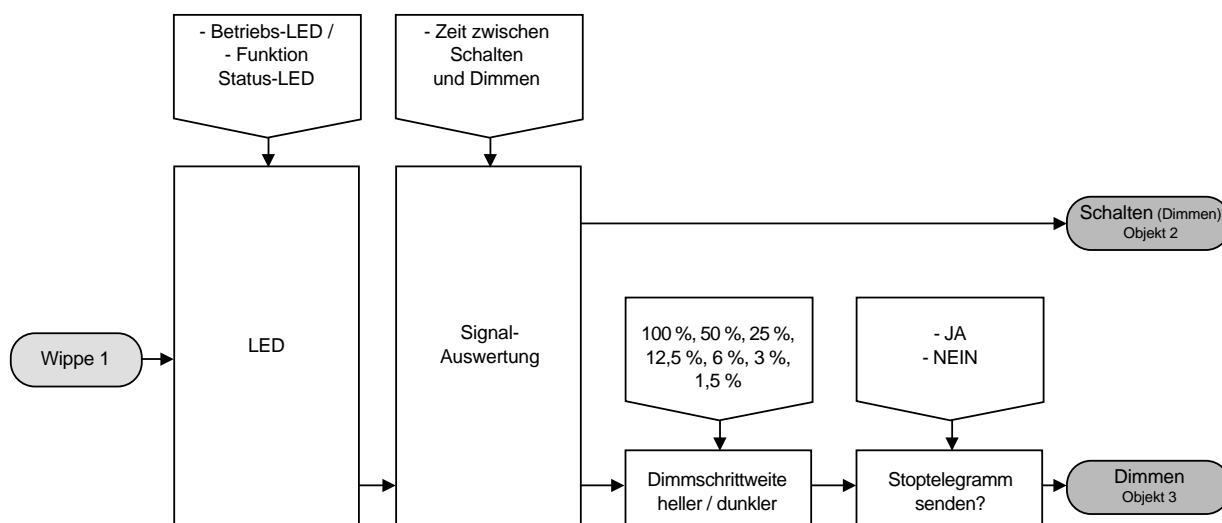 - Betriebs-LED /
- Funktion
Status-LED
- Zeit zwischen
Schalten
und Dimmen
Schalten (Dimmen)
Objekt 2
Wippe 1
LED
Signal-
Auswertung
100 %, 50 %, 25 %,
12,5 %, 6 %, 3 %,
1,5 %
- JA
- NEIN
Dimmschrittweite
heller / dunkler
Stoptelegramm
senden?
Dimmen
Objekt 3